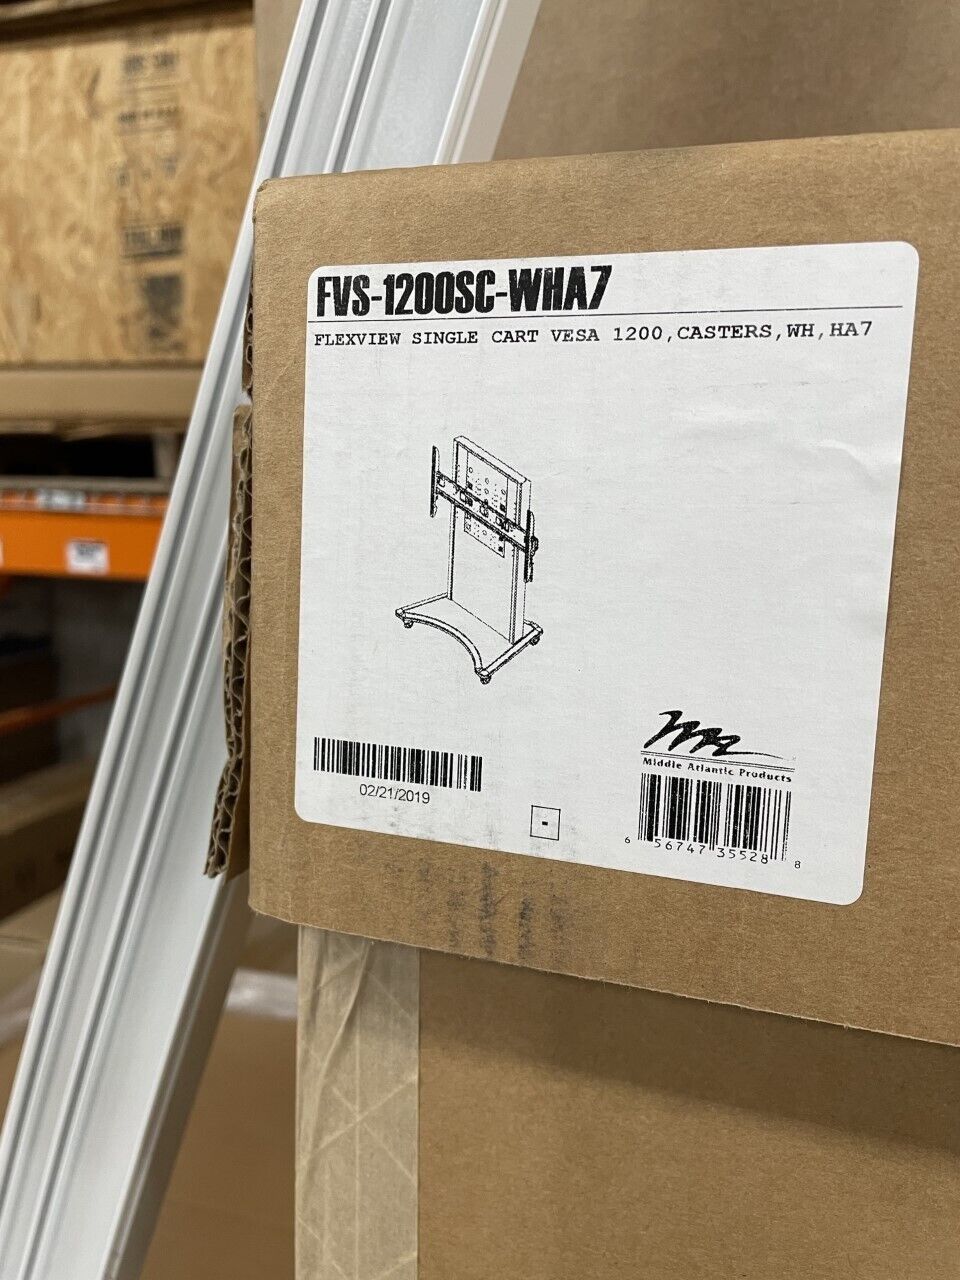 FVS-1200SC-WHA7
FLEXVIEW SINGLE CART VESA 1200,CASTERS,WH,HA7
Middle Atlantic Products
02/21/2019
6 56747 35528 8